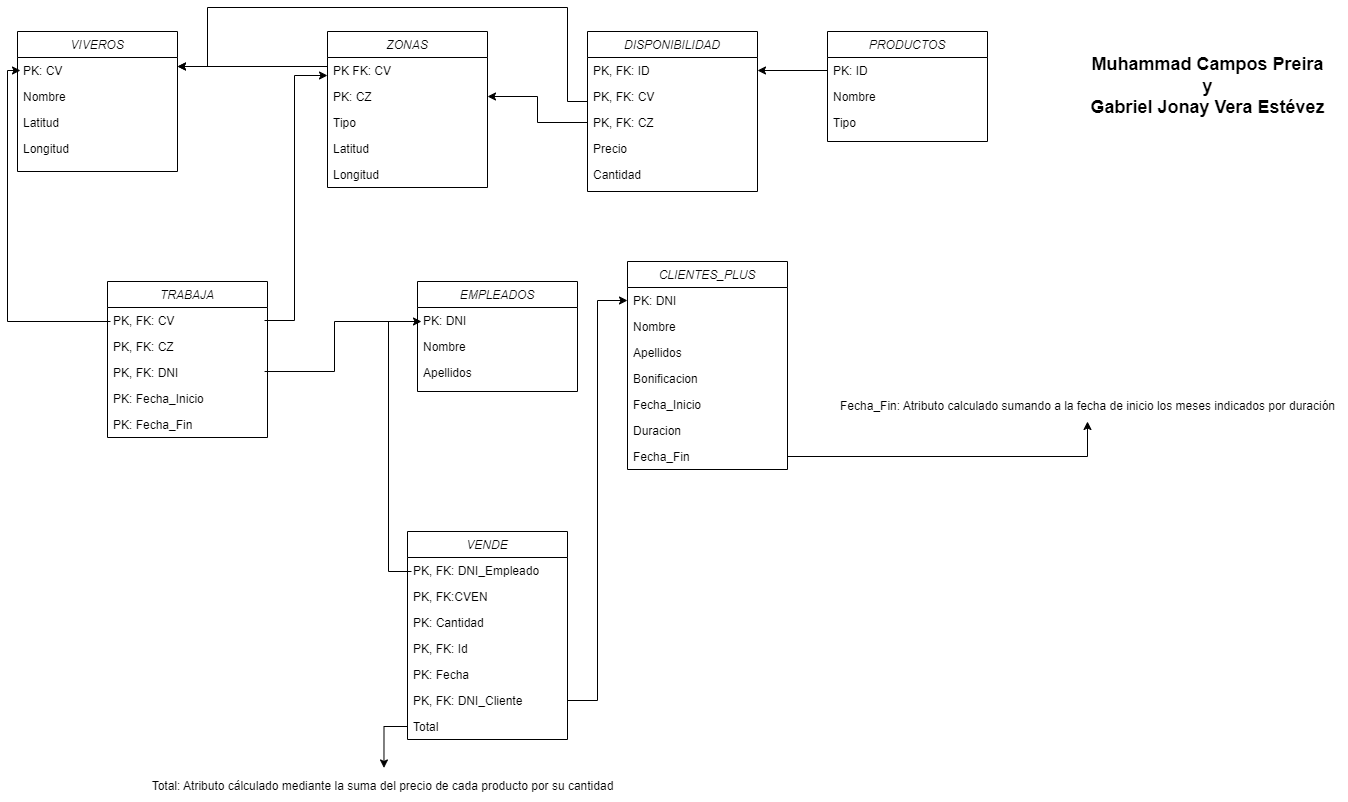 VIVEROS
PK: CV
Nombre
Latitud
Longitud
ZONAS
PK FK: CV
PK: CZ
Tipo
Latitud
Longitud
DISPONIBILIDAD
PK, FK: ID
PK, FK: CV
PK, FK: CZ
Precio
Cantidad
PRODUCTOS
PK: ID
Nombre
Tipo
Muhammad Campos Preira
y
Gabriel Jonay Vera Estévez
TRABAJA
PK, FK: CV
PK, FK: CZ
PK, FK: DNI
PK: Fecha_Inicio
PK: Fecha_Fin
EMPLEADOS
PK: DNI
Nombre
Apellidos
CLIENTES_PLUS
PK: DNI
Nombre
Apellidos
Bonificacion
Fecha_Inicio
Duracion
Fecha_Fin
Fecha_Fin: Atributo calculado sumando a la fecha de inicio los meses indicados por duración
VENDE
PK, FK: DNI_Empleado
PK, FK:CVEN
PK: Cantidad
PK, FK: Id
PK: Fecha
PK, FK: DNI_Cliente
Total
Total: Atributo cálculado mediante la suma del precio de cada producto por su cantidad